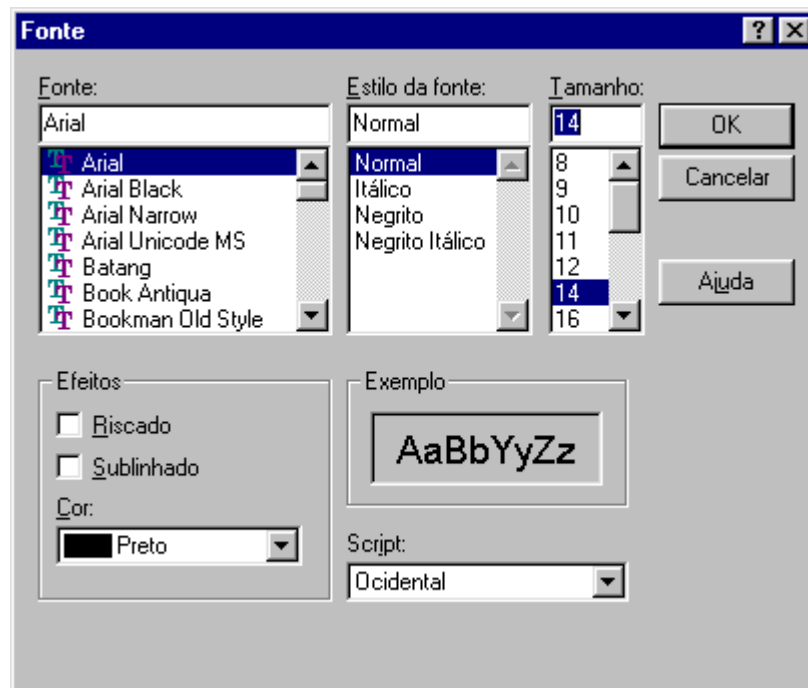 Fonte
Fonte:
Arial
Arial
Arial Black
Arial Narrow
Arial Unicode MS
Batang
Book Antiqua
Bookman Old Style
Estilo da fonte:
Normal
Normal
Itálico
Negrito
Negrito Itálico
Tamanho:
14
8
9
10
11
12
14
16
OK
Cancelar
Ajuda
Efeitos
Riscado
Sublinhado
Cor:
Preto
Exemplo
AaBbYyZz
Script:
Ocidental